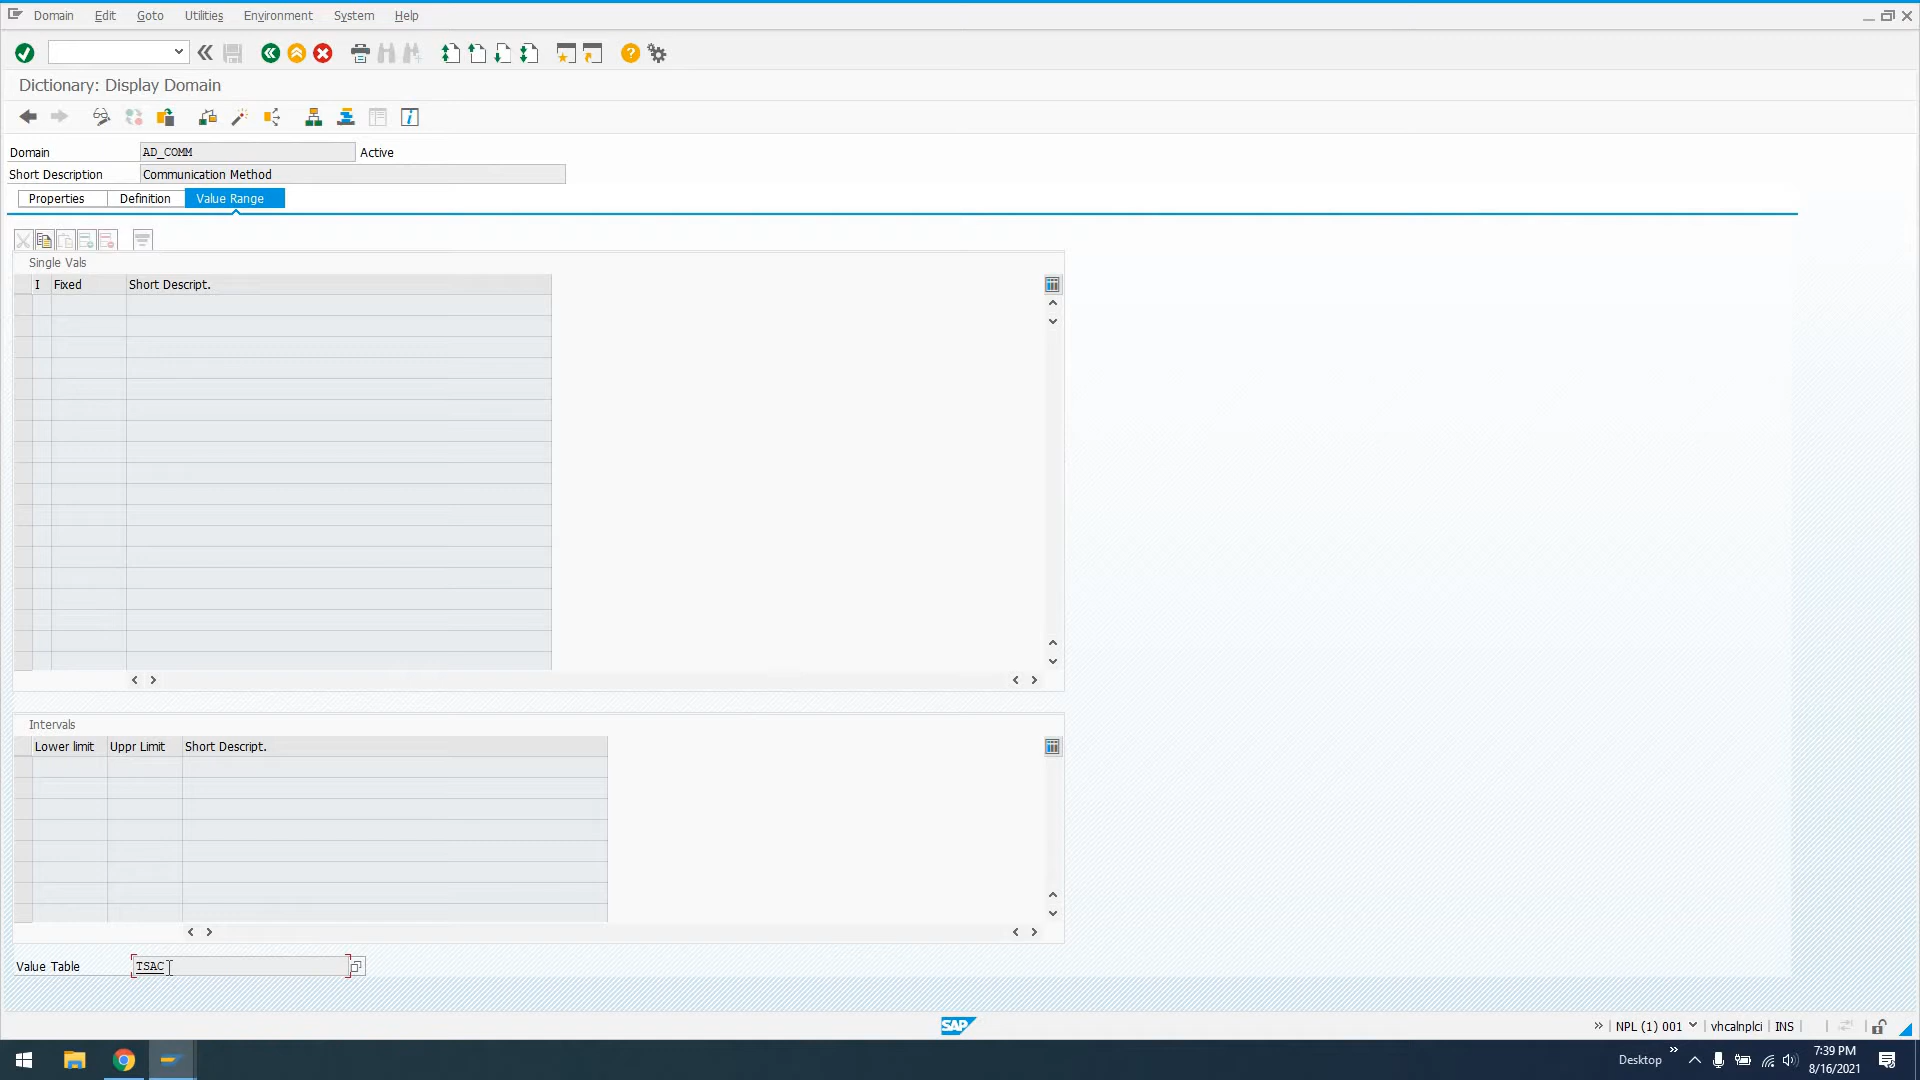 Domain Edit Goto Utilities Environment System Help
Dictionary: Display Domain
Domain AD_COMM Active
Short Description Communication Method
Properties Definition Value Range
Single Vals
I Fixed Short Descript.
Intervals
Lower limit Uppr Limit Short Descript.
Value Table TSAC
SAP NPL (1) 001 vhcalnplci INS
Desktop 7:39 PM
8/16/2021